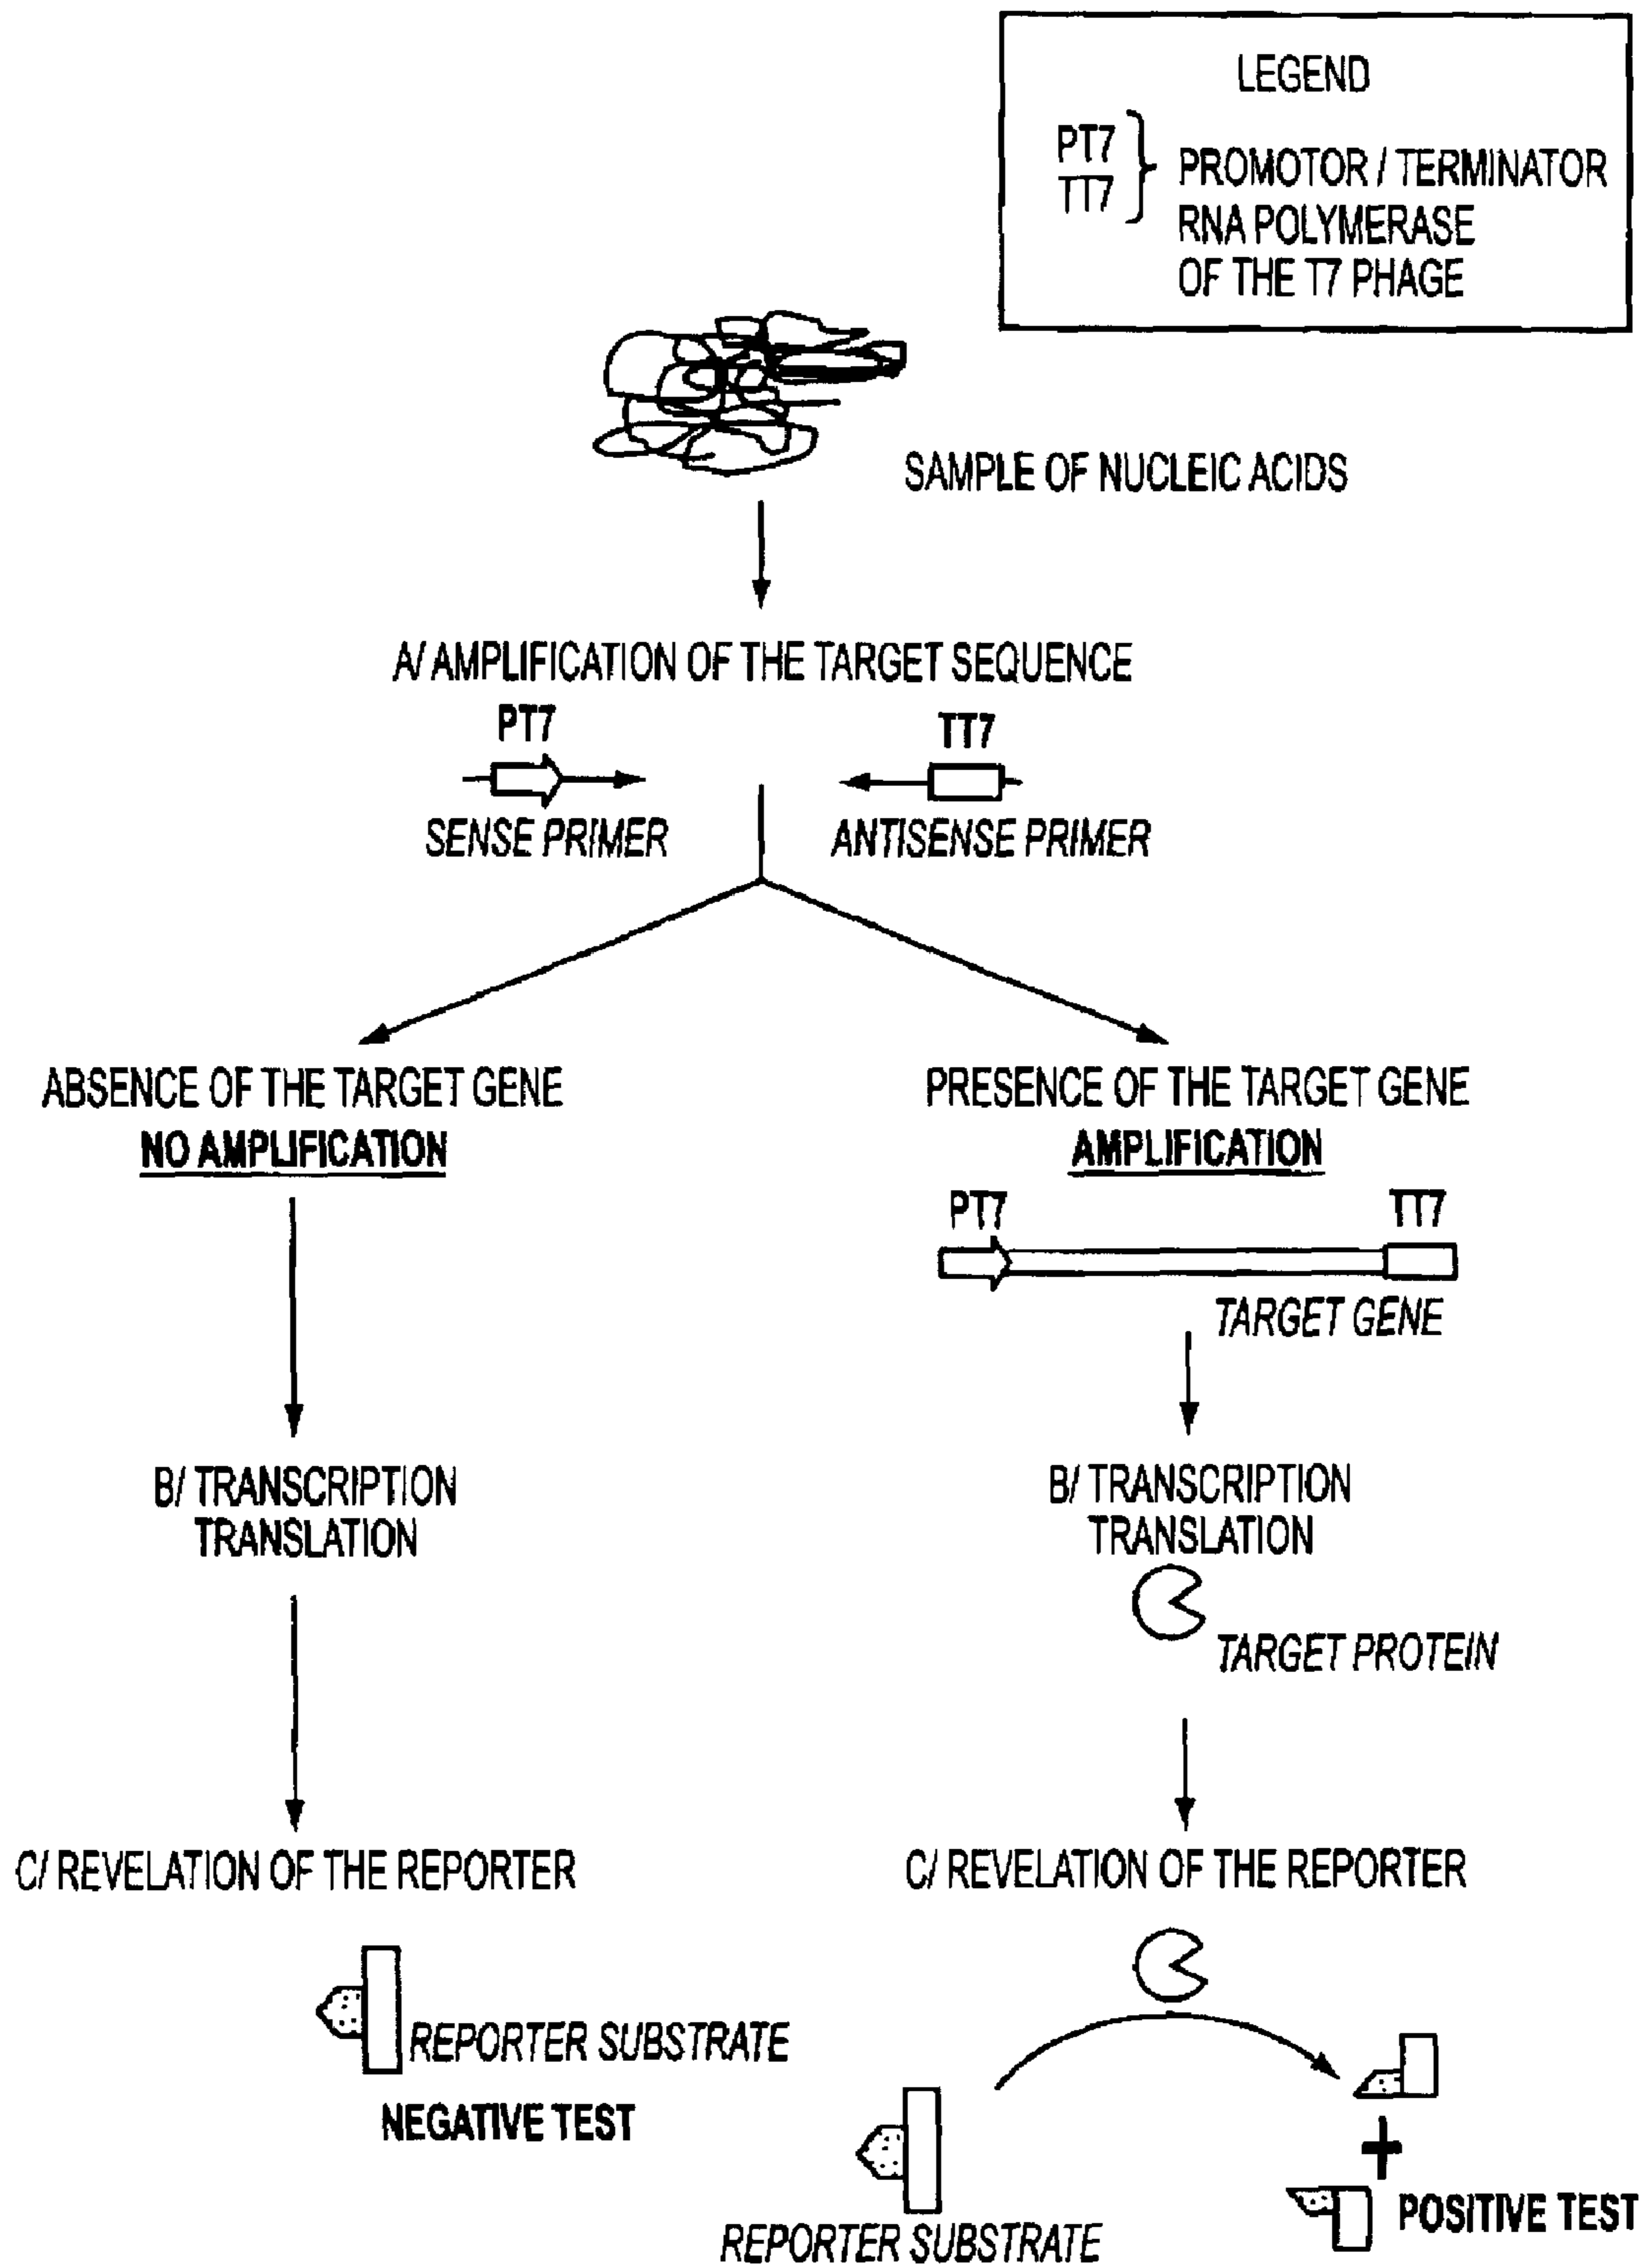 LEGEND
PT7
TT7
PROMOTOR / TERMINATOR
RNA POLYMERASE
OF THE T7 PHAGE
SAMPLE OF NUCLEIC ACIDS
A/ AMPLIFICATION OF THE TARGET SEQUENCE
PT7
TT7
SENSE PRIMER
ANTISENSE PRIMER
ABSENCE OF THE TARGET GENE
NO AMPLIFICATION
PRESENCE OF THE TARGET GENE
AMPLIFICATION
PT7
TT7
TARGET GENE
B/ TRANSCRIPTION
TRANSLATION
B/ TRANSCRIPTION
TRANSLATION
TARGET PROTEIN
C/ REVELATION OF THE REPORTER
C/ REVELATION OF THE REPORTER
REPORTER SUBSTRATE
NEGATIVE TEST
+
POSITIVE TEST
REPORTER SUBSTRATE